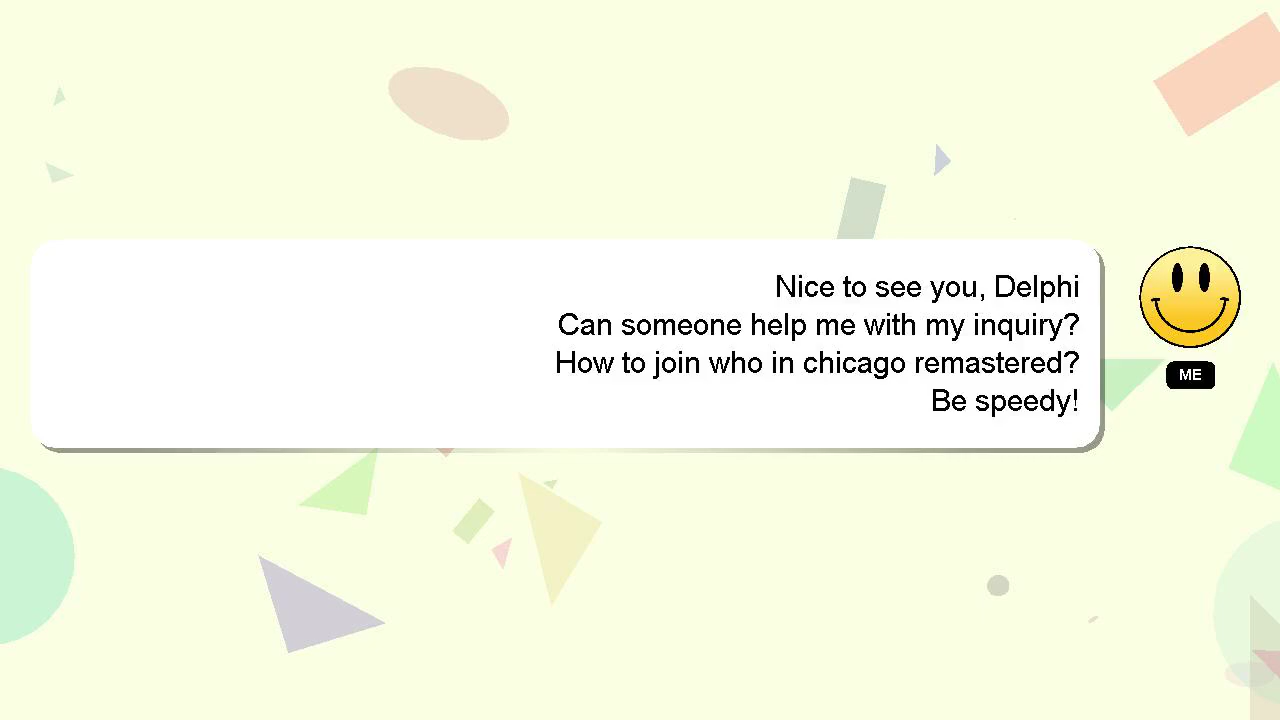 Nice to see you, Delphi
Can someone help me with my inquiry?
How to join who in chicago remastered?
Be speedy!
ME